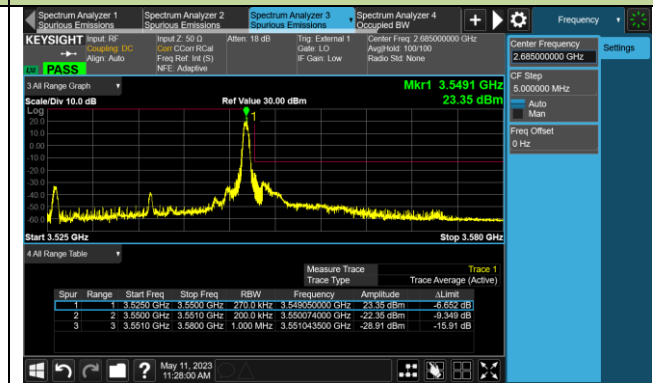 Spectrum Analyzer 1 Spectrum Analyzer 2 Spectrum Analyzer 3 Spectrum Analyzer 4 Frequency
Spurious Emissions Spurious Emissions Spurious Emissions Occupied BW
KEYSIGHT Input: RF Input Z: 50 Ω Atten: 18 dB Trig: External 1 Center Freq: 2.685000000 GHz
Coupling: DC Corr CCorr RCal Gate: LO Avg|Hold: 100/100
Align: Auto Freq Ref: Int (S) IF Gain: Low Radio Std: None
NFE: Adaptive
PASS
Center Frequency Settings
2.685000000 GHz
CF Step
5.000000 MHz
Auto
Man
Freq Offset
0 Hz
3 All Range Graph Mkr1 3.5491 GHz
Scale/Div 10.0 dB Ref Value 30.00 dBm 23.35 dBm
Log
20.0
10.0
0.00
-10.0
-20.0
-30.0
-40.0
-50.0
-60.0
1
Start 3.525 GHz Stop 3.580 GHz
4 All Range Table
Measure Trace Trace 1
Trace Type Trace Average (Active)
Spur Range Start Freq Stop Freq RBW Frequency Amplitude ΔLimit
1 1 3.5250 GHz 3.5500 GHz 270.0 kHz 3.549050000 GHz 23.35 dBm -6.652 dB
2 2 3.5500 GHz 3.5510 GHz 200.0 kHz 3.550074000 GHz -22.35 dBm -9.349 dB
3 3 3.5510 GHz 3.5800 GHz 1.000 MHz 3.551043500 GHz -28.91 dBm -15.91 dB
May 11, 2023
11:28:00 AM